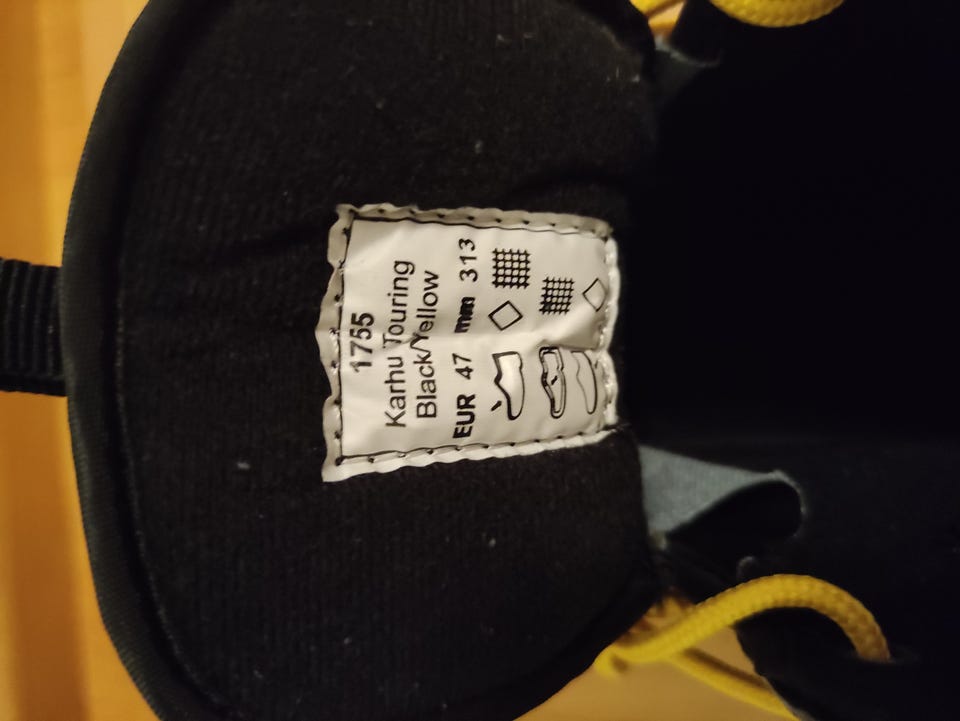 1755
Karhu Touring
Black/Yellow
EUR 47 mm 313